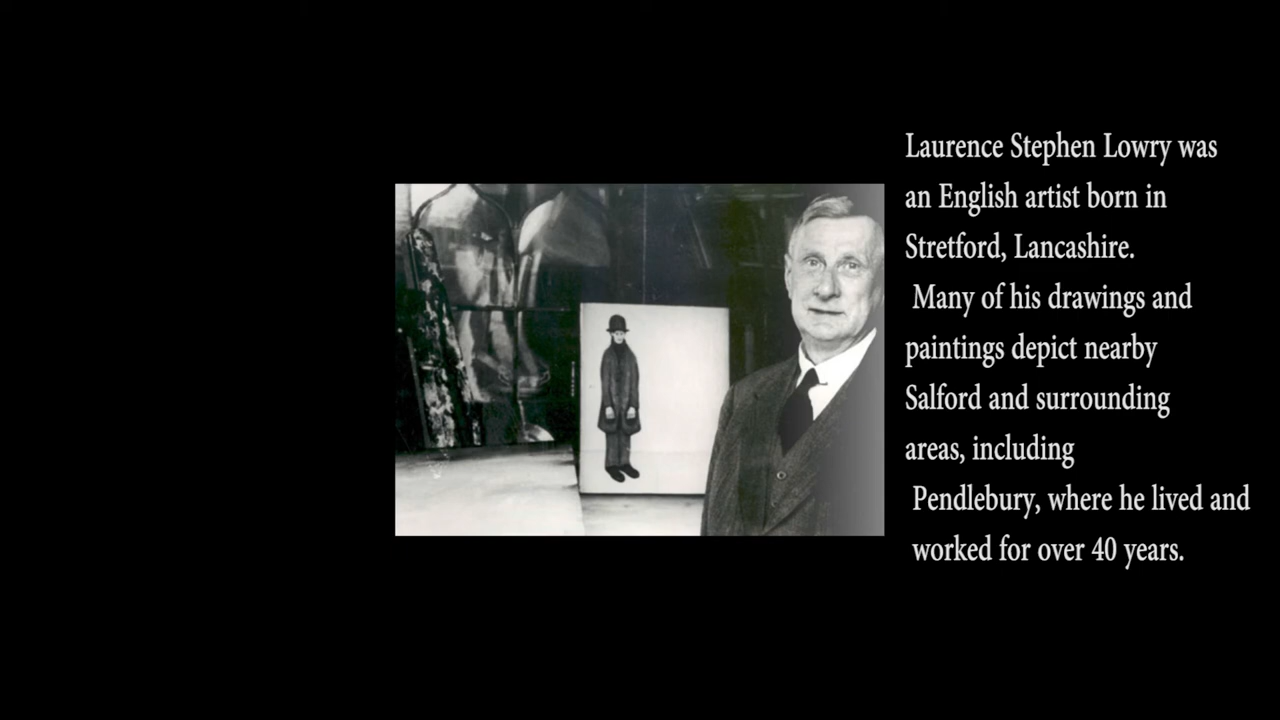 Laurence Stephen Lowry was
an English artist born in
Stretford, Lancashire.
Many of his drawings and
paintings depict nearby
Salford and surrounding
areas, including
Pendlebury, where he lived and
worked for over 40 years.